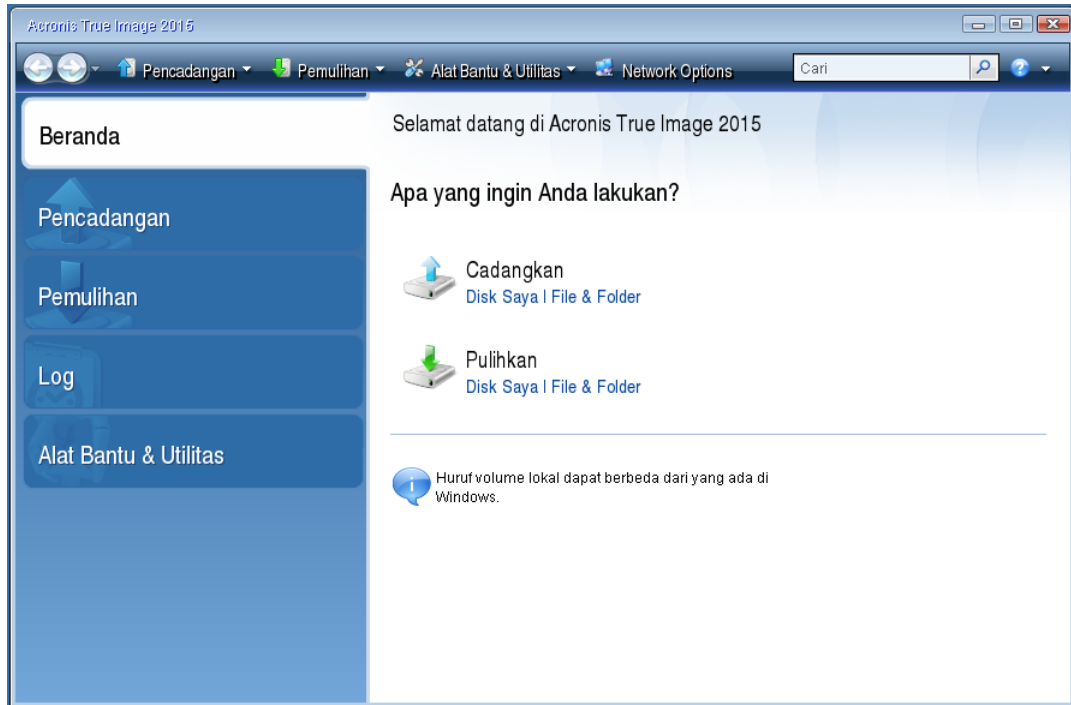 Acronis True Image 2015
Pencadangan Pemulihan Alat Bantu & Utilitas Network Options Cari
Beranda
Pencadangan
Pemulihan
Log
Alat Bantu & Utilitas
Selamat datang di Acronis True Image 2015
Apa yang ingin Anda lakukan?
Cadangkan
Disk Saya | File & Folder
Pulihkan
Disk Saya | File & Folder
Huruf volume lokal dapat berbeda dari yang ada di
Windows.